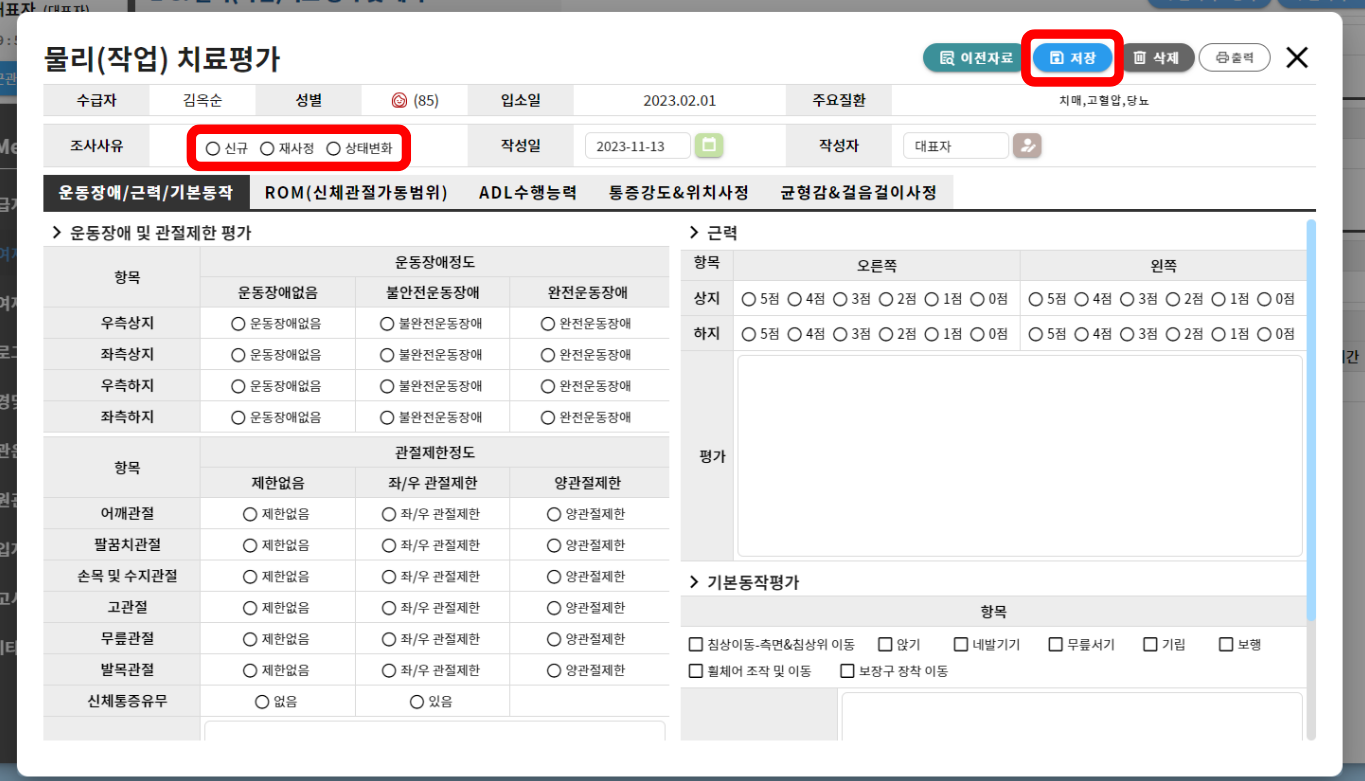 물리(작업) 치료평가
이전자료 저장 삭제 출력
수급자 김옥순 성별 (85) 입소일 2023.02.01 주요질환 치매,고혈압,당뇨
조사사유 신규 재사정 상태변화 작성일 2023-11-13 작성자 대표자
운동장애/근력/기본동작 ROM(신체관절가동범위) ADL수행능력 통증강도&위치사정 균형감&걸음걸이사정
운동장애 및 관절제한 평가
항목 운동장애정도
운동장애없음 불안전운동장애 완전운동장애
우측상지 운동장애없음 불완전운동장애 완전운동장애
좌측상지 운동장애없음 불완전운동장애 완전운동장애
우측하지 운동장애없음 불완전운동장애 완전운동장애
좌측하지 운동장애없음 불완전운동장애 완전운동장애
항목 관절제한정도
제한없음 좌/우 관절제한 양관절제한
어깨관절 제한없음 좌/우 관절제한 양관절제한
팔꿈치관절 제한없음 좌/우 관절제한 양관절제한
손목 및 수지관절 제한없음 좌/우 관절제한 양관절제한
고관절 제한없음 좌/우 관절제한 양관절제한
무릎관절 제한없음 좌/우 관절제한 양관절제한
발목관절 제한없음 좌/우 관절제한 양관절제한
신체통증유무 없음 있음
근력
항목 오른쪽 왼쪽
상지 5점 4점 3점 2점 1점 0점 5점 4점 3점 2점 1점 0점
하지 5점 4점 3점 2점 1점 0점 5점 4점 3점 2점 1점 0점
평가
기본동작평가
항목
침상이동-측면&침상위 이동 앉기 네발기기 무릎서기 기립 보행
휠체어 조작 및 이동 보장구 장착 이동